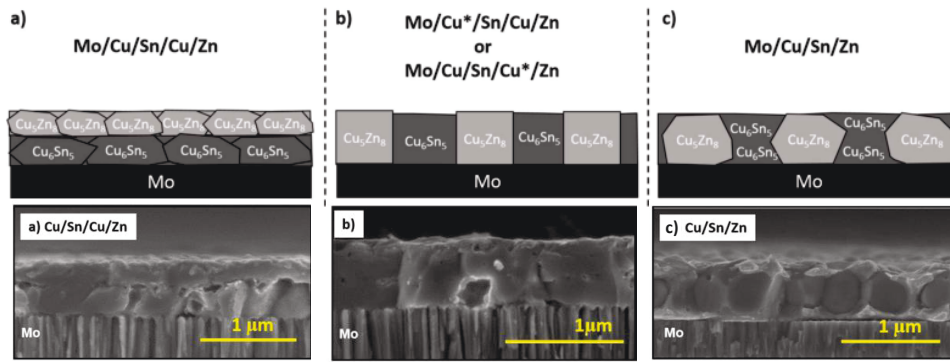 a)
Mo/Cu/Sn/Cu/Zn
Cu₅Zn₈ Cu₅Zn₈ Cu₅Zn₈ Cu₅Zn₈ Cu₅Zn₈ Cu₅Zn₈
Cu₆Sn₅ Cu₆Sn₅ Cu₆Sn₅ Cu₆Sn₅
Mo
a) Cu/Sn/Cu/Zn
Mo
1 µm
b)
Mo/Cu*/Sn/Cu/Zn
or
Mo/Cu/Sn/Cu*/Zn
Cu₅Zn₈ Cu₆Sn₅ Cu₅Zn₈ Cu₆Sn₅ Cu₅Zn₈
Mo
b)
Mo
1µm
c)
Mo/Cu/Sn/Zn
Cu₆Sn₅ Cu₆Sn₅
Cu₅Zn₈ Cu₅Zn₈ Cu₅Zn₈
Cu₆Sn₅ Cu₆Sn₅
Mo
c) Cu/Sn/Zn
Mo
1 µm